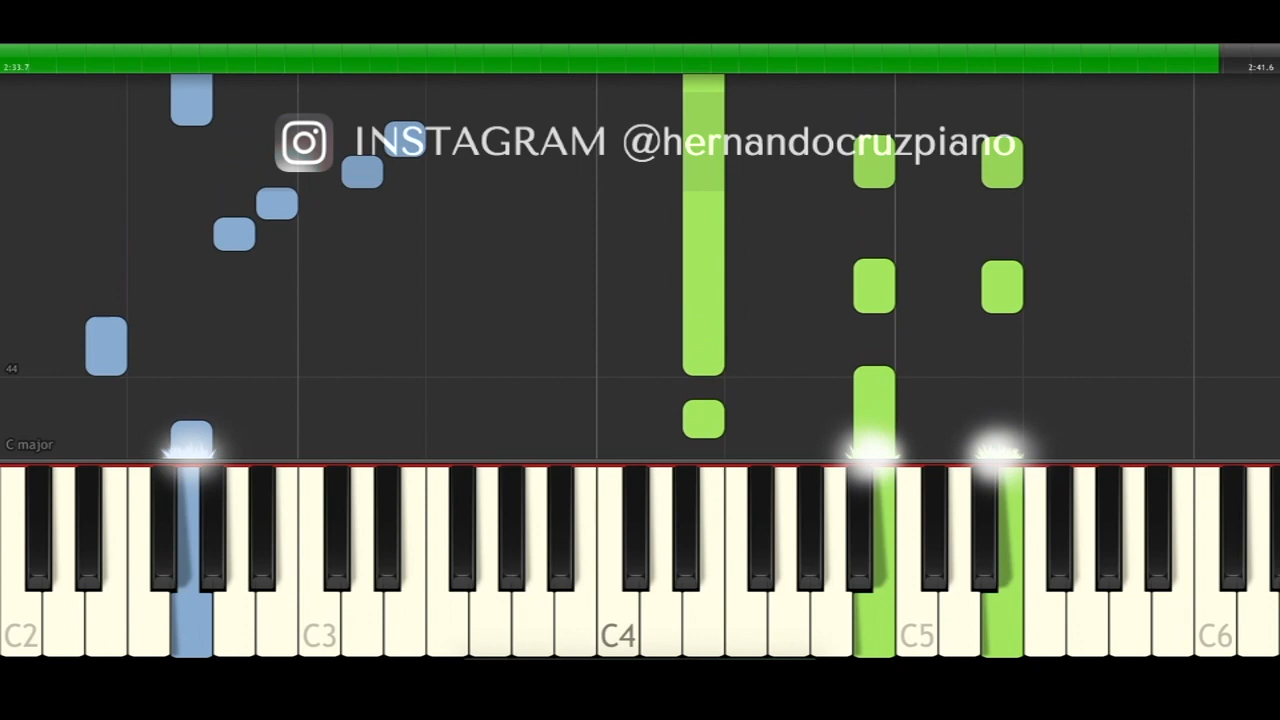 2:33.7
2:41.6
INSTAGRAM @hernandocruzpiano
44
C major
C2 C3 C4 C5 C6